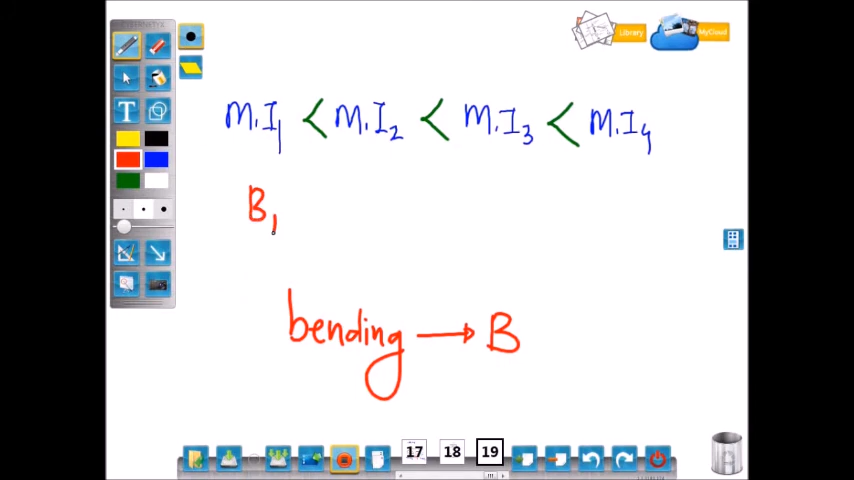 Library
MyCloud
M.I1 < M.I2 < M.I3 < M.I4
T
B1
bending → B
17 18 19